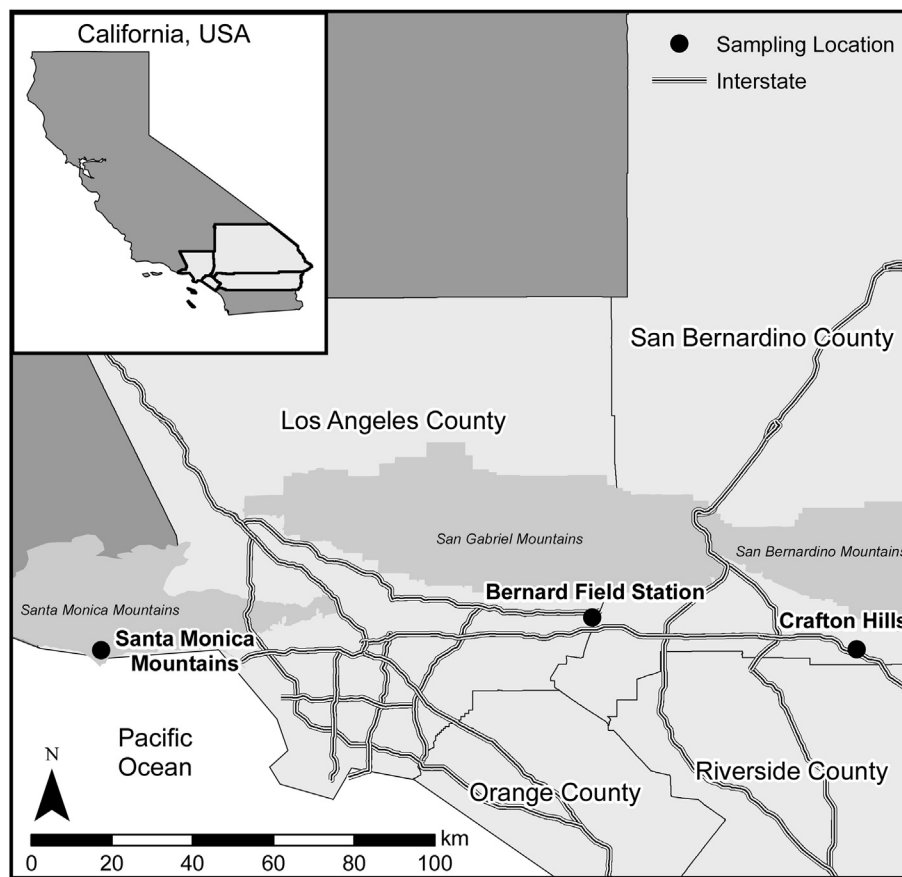 California, USA
Sampling Location
Interstate
San Bernardino County
Los Angeles County
San Gabriel Mountains
San Bernardino Mountains
Santa Monica Mountains
Bernard Field Station
Crafton Hills
Santa Monica
Mountains
Pacific
Ocean
Riverside County
Orange County
N
km
0 20 40 60 80 100